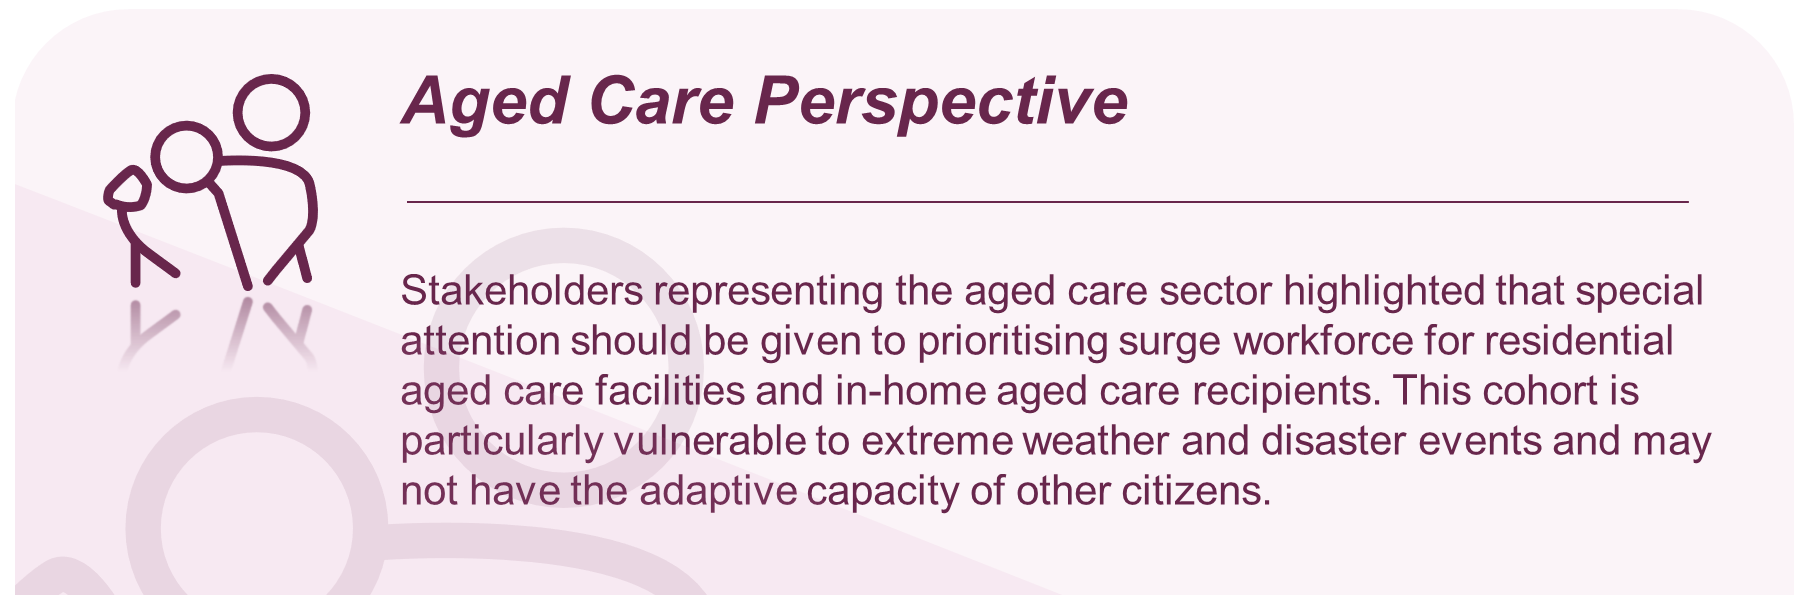 Aged Care Perspective
Stakeholders representing the aged care sector highlighted that special
attention should be given to prioritising surge workforce for residential
aged care facilities and in-home aged care recipients. This cohort is
particularly vulnerable to extreme weather and disaster events and may
not have the adaptive capacity of other citizens.